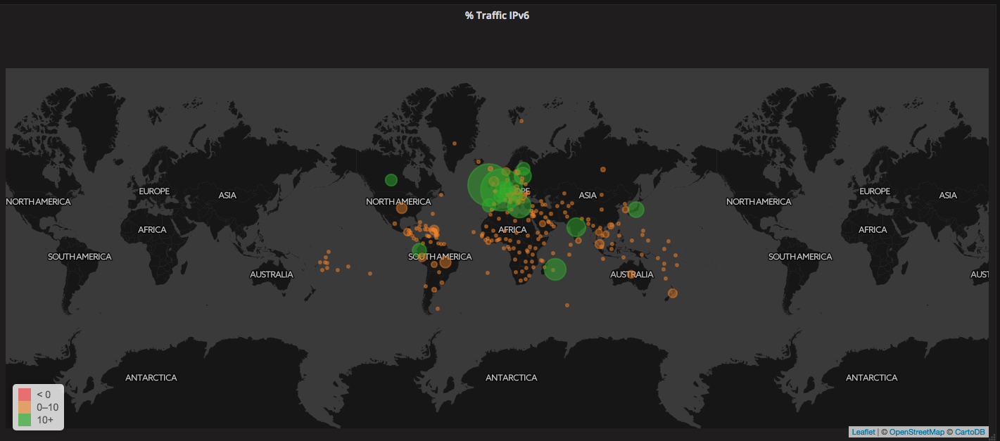 % Traffic IPv6
EUROPE
ASIA
EUROPE
ASIA
NORTH AMERICA
NORTH AMERICA
NORTH AMERICA
AFRICA
AFRICA
AFRICA
SOUTH AMERICA
SOUTH AMERICA
SOUTH AMERICA
ASIA
AUSTRALIA
AUSTRALIA
AUST
ANTARCTICA
ANTARCTICA
ANTARCTICA
< 0
0–10
10+
Leaflet | © OpenStreetMap © CartoDB